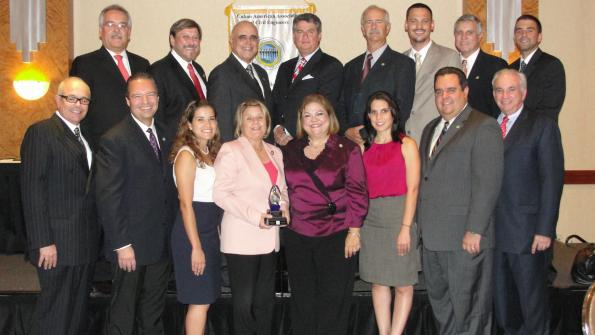 Cuban American Association
of Civil Engineers